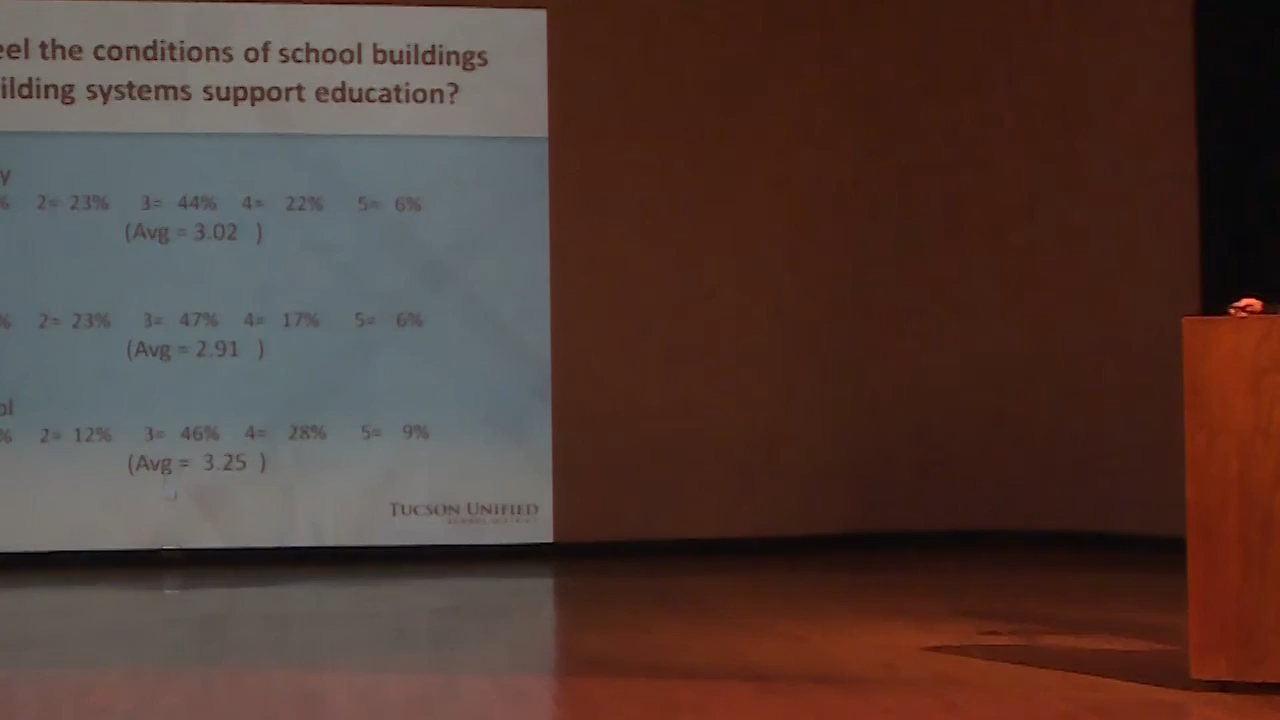 eel the conditions of school buildings
ilding systems support education?
y
% 2= 23% 3= 44% 4= 22% 5= 6%
(Avg = 3.02 )
% 2= 23% 3= 47% 4= 17% 5= 6%
(Avg = 2.91 )
ol
% 2= 12% 3= 46% 4= 28% 5= 9%
(Avg = 3.25 )
TUCSON UNIFIED
SCHOOL DISTRICT